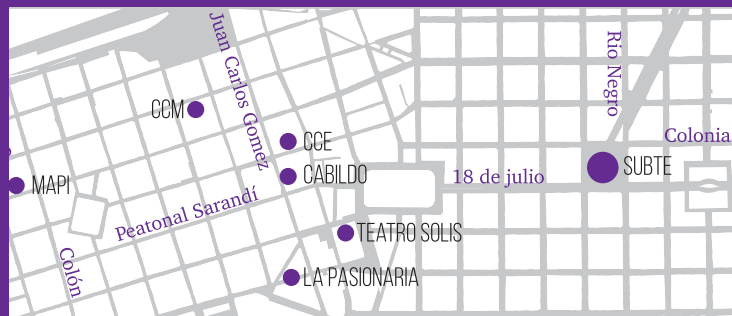 Juan Carlos Gomez
Rio Negro
CCM
Colonia
CCE
SUBTE
MAPI
CABILDO
18 de julio
Peatonal Sarandí
TEATRO SOLIS
Colón
LA PASIONARIA